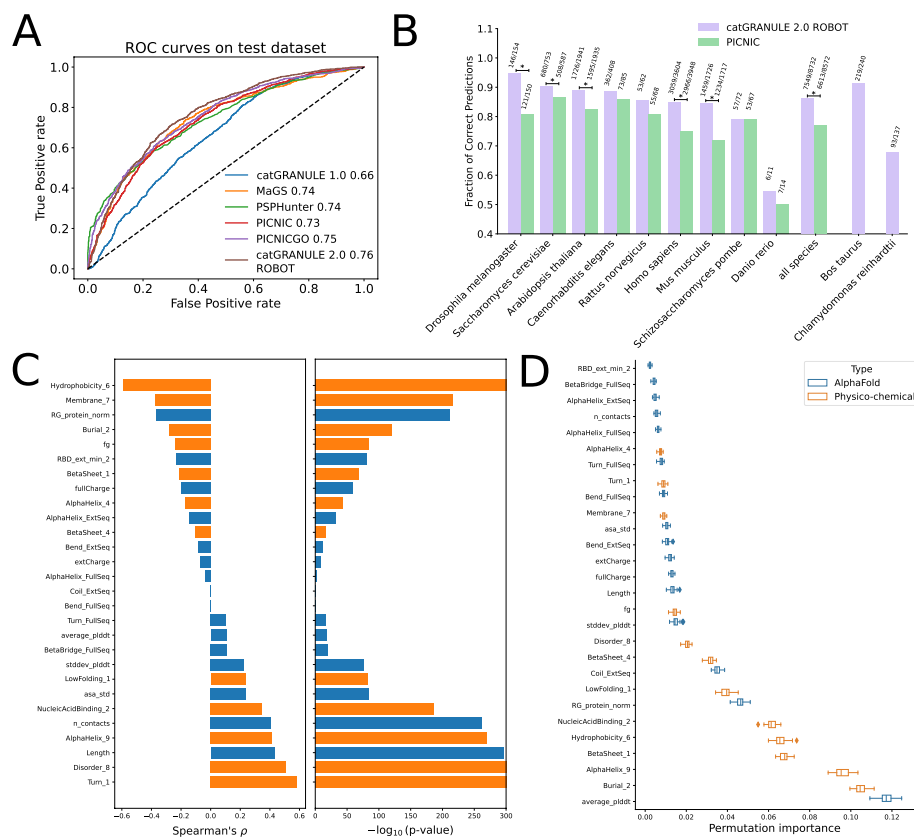 A
ROC curves on test dataset
True Positive rate
1.0
0.8
0.6
0.4
0.2
0.0
catGRANULE 1.0 0.66
MaGS 0.74
PSPHunter 0.74
PICNIC 0.73
PICNICGO 0.75
catGRANULE 2.0 0.76
ROBOT
0.0 0.2 0.4 0.6 0.8 1.0
False Positive rate
B
catGRANULE 2.0 ROBOT
PICNIC
Fraction of Correct Predictions
1.1
1.0
0.9
0.8
0.7
0.6
0.5
0.4
146/154
121/150
*
680/753
508/587
*
1726/1941
1595/1935
*
362/408
73/85
53/62
55/68
3059/3604
2966/3948
*
1459/1726
1234/1717
*
57/72
53/67
6/11
7/14
7549/8732
6613/8572
*
219/240
93/137
Drosophila melanogaster
Saccharomyces cerevisiae
Arabidopsis thaliana
Caenorhabditis elegans
Rattus norvegicus
Homo sapiens
Mus musculus
Schizosaccharomyces pombe
Danio rerio
all species
Bos taurus
Chlamydomonas reinhardtii
C
Hydrophobicity_6
Membrane_7
RG_protein_norm
Burial_2
fg
RBD_ext_min_2
BetaSheet_1
fullCharge
AlphaHelix_4
AlphaHelix_ExtSeq
BetaSheet_4
Bend_ExtSeq
extCharge
AlphaHelix_FullSeq
Coil_ExtSeq
Bend_FullSeq
Turn_FullSeq
average_plddt
BetaBridge_FullSeq
stddev_plddt
LowFolding_1
asa_std
NucleicAcidBinding_2
n_contacts
AlphaHelix_9
Length
Disorder_8
Turn_1
−0.6 −0.4 −0.2 0.0 0.2 0.4 0.6
Spearman's ρ
0 50 100 150 200 250 300
−log10 (p-value)
D
Type
AlphaFold
Physico-chemical
RBD_ext_min_2
BetaBridge_FullSeq
AlphaHelix_ExtSeq
n_contacts
AlphaHelix_FullSeq
AlphaHelix_4
Turn_FullSeq
Turn_1
Bend_FullSeq
Membrane_7
asa_std
Bend_ExtSeq
extCharge
fullCharge
Length
fg
stddev_plddt
Disorder_8
BetaSheet_4
Coil_ExtSeq
LowFolding_1
RG_protein_norm
NucleicAcidBinding_2
Hydrophobicity_6
BetaSheet_1
AlphaHelix_9
Burial_2
average_plddt
0.00 0.02 0.04 0.06 0.08 0.10 0.12
Permutation importance